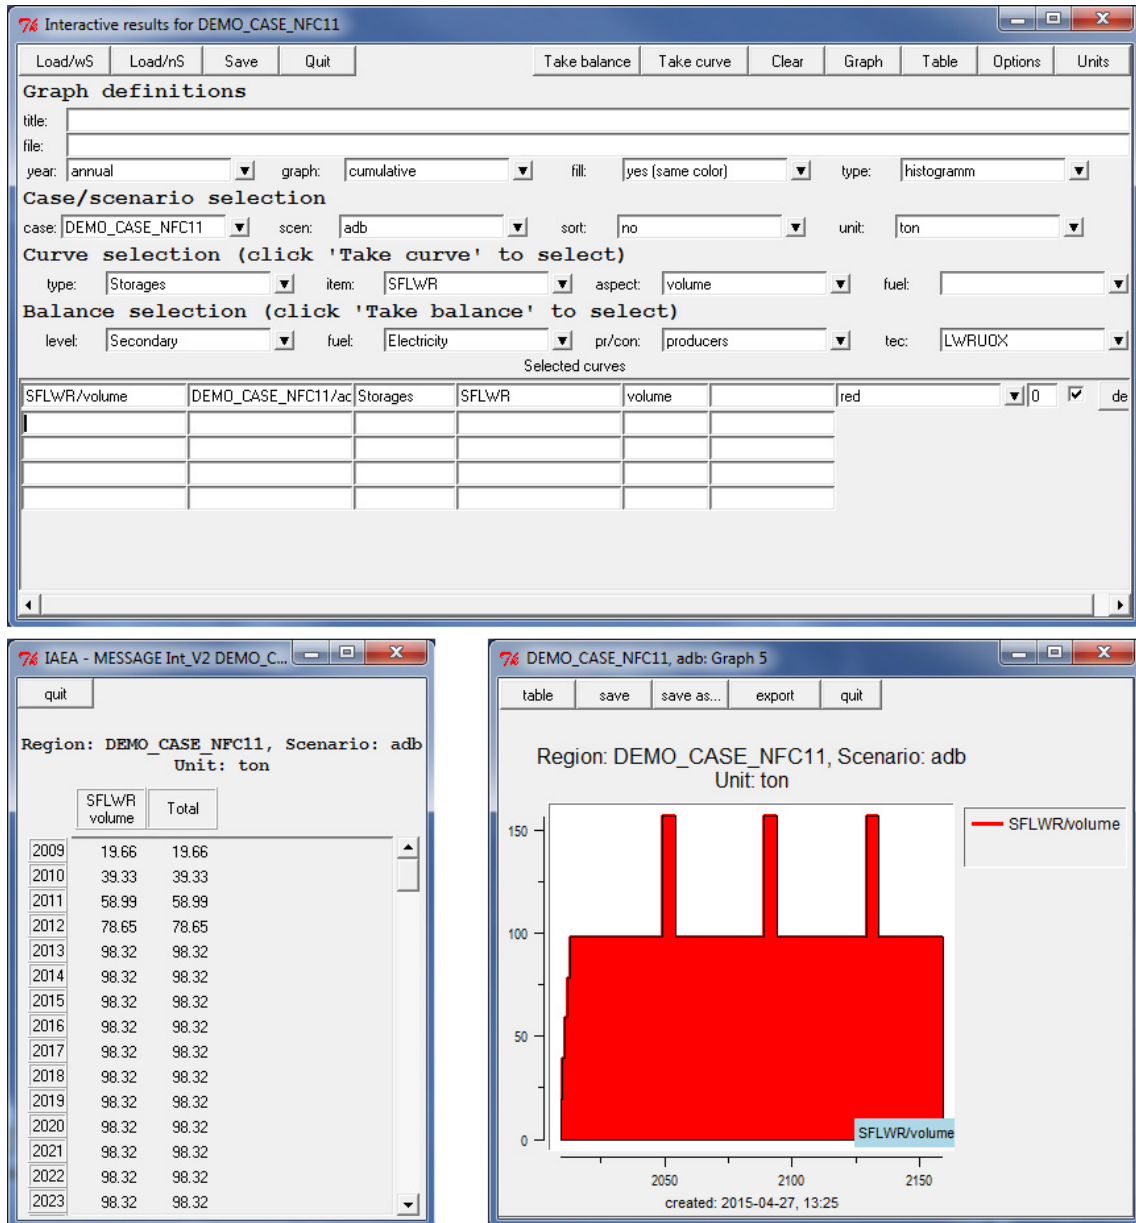 Interactive results for DEMO_CASE_NFC11
Load/wS Load/nS Save Quit Take balance Take curve Clear Graph Table Options Units
Graph definitions
title:
file:
year: annual graph: cumulative fill: yes (same color) type: histogramm
Case/scenario selection
case: DEMO_CASE_NFC11 scen: adb sort: no unit: ton
Curve selection (click 'Take curve' to select)
type: Storages item: SFLWR aspect: volume fuel:
Balance selection (click 'Take balance' to select)
level: Secondary fuel: Electricity pr/con: producers tec: LWRUOX
Selected curves
SFLWR/volume DEMO_CASE_NFC11/ac Storages SFLWR volume red 0 de
IAEA - MESSAGE Int_V2 DEMO_C...
quit
Region: DEMO_CASE_NFC11, Scenario: adb
Unit: ton
SFLWR
volume Total
2009 19.66 19.66
2010 39.33 39.33
2011 58.99 58.99
2012 78.65 78.65
2013 98.32 98.32
2014 98.32 98.32
2015 98.32 98.32
2016 98.32 98.32
2017 98.32 98.32
2018 98.32 98.32
2019 98.32 98.32
2020 98.32 98.32
2021 98.32 98.32
2022 98.32 98.32
2023 98.32 98.32
DEMO_CASE_NFC11, adb: Graph 5
table save save as... export quit
Region: DEMO_CASE_NFC11, Scenario: adb
Unit: ton
SFLWR/volume
150
100
50
0
SFLWR/volume
2050 2100 2150
created: 2015-04-27, 13:25